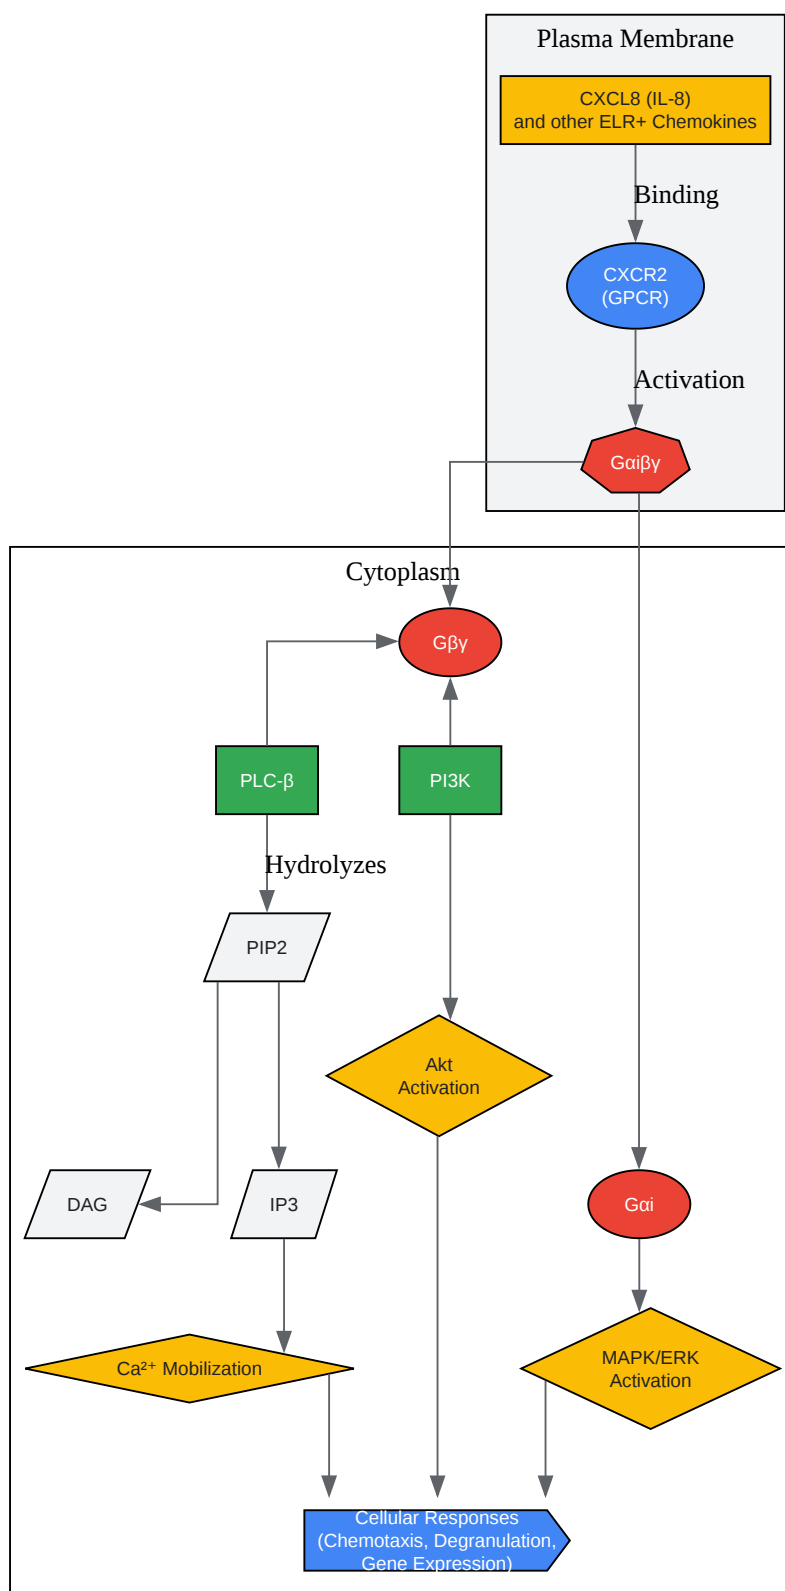 Plasma Membrane
CXCL8 (IL-8)
and other ELR+ Chemokines
Binding
CXCR2
(GPCR)
Activation
Gαiβγ
Cytoplasm
Gβγ
PLC-β
PI3K
Hydrolyzes
PIP2
Akt
Activation
DAG
IP3
Gαi
Ca²⁺ Mobilization
MAPK/ERK
Activation
Cellular Responses
(Chemotaxis, Degranulation,
Gene Expression)